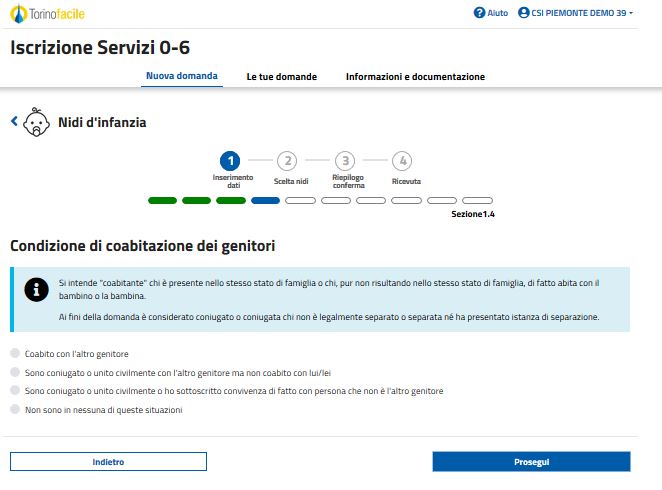 Torinofacile
? Aiuto
CSI PIEMONTE DEMO 39
Iscrizione Servizi 0-6
Nuova domanda
Le tue domande
Informazioni e documentazione
Nidi d'infanzia
1
2
3
4
Inserimento
dati
Scelta nidi
Riepilogo
conferma
Ricevuta
Sezione1.4
Condizione di coabitazione dei genitori
Si intende "coabitante" chi è presente nello stesso stato di famiglia o chi, pur non risultando nello stesso stato di famiglia, di fatto abita con il
bambino o la bambina.
Ai fini della domanda è considerato coniugato o coniugata chi non è legalmente separato o separata né ha presentato istanza di separazione.
Coabito con l'altro genitore
Sono coniugato o unito civilmente con l'altro genitore ma non coabito con lui/lei
Sono coniugato o unito civilmente o ho sottoscritto convivenza di fatto con persona che non è l'altro genitore
Non sono in nessuna di queste situazioni
Indietro
Prosegui